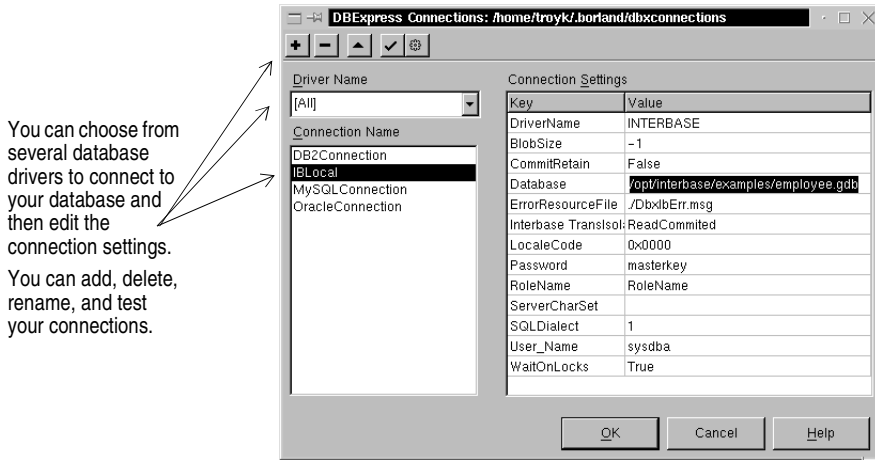 DBExpress Connections: /home/troyk/.borland/dbxconnections
You can choose from
several database
drivers to connect to
your database and
then edit the
connection settings.
You can add, delete,
rename, and test
your connections.
Driver Name
[All]
Connection Name
DB2Connection
IBLocal
MySQLConnection
OracleConnection
Connection Settings
Key Value
DriverName INTERBASE
BlobSize -1
CommitRetain False
Database /opt/interbase/examples/employee.gdb
ErrorResourceFile ./DbxIbErr.msg
Interbase TransIsol ReadCommited
LocaleCode 0x0000
Password masterkey
RoleName RoleName
ServerCharSet
SQLDialect 1
User_Name sysdba
WaitOnLocks True
OK Cancel Help